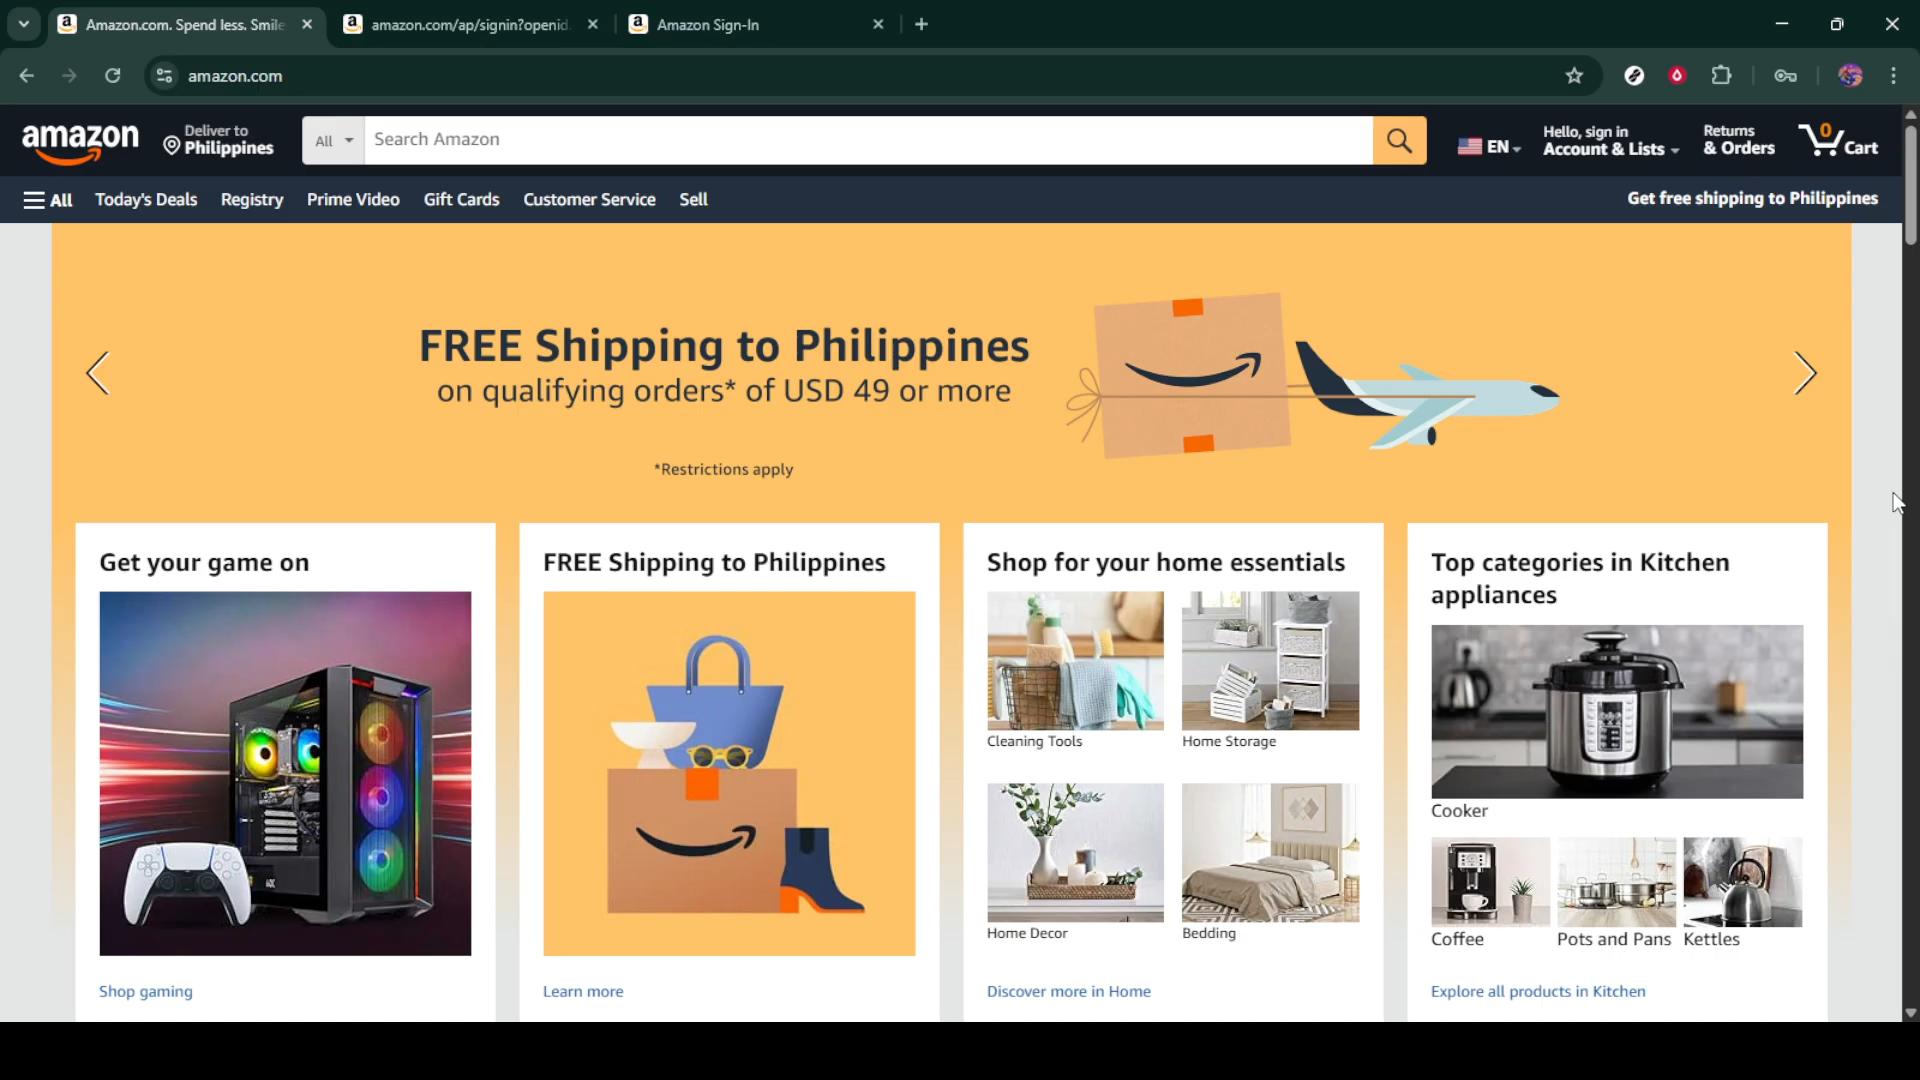 Amazon.com. Spend less. Smile
amazon.com/ap/signin?openid.
Amazon Sign-In
amazon.com
amazon
Deliver to
Philippines
All
Search Amazon
EN
Hello, sign in
Account & Lists
Returns
& Orders
0
Cart
All
Today's Deals
Registry
Prime Video
Gift Cards
Customer Service
Sell
Get free shipping to Philippines
FREE Shipping to Philippines
on qualifying orders* of USD 49 or more
*Restrictions apply
Get your game on
Shop gaming
FREE Shipping to Philippines
Learn more
Shop for your home essentials
Cleaning Tools
Home Storage
Home Decor
Bedding
Discover more in Home
Top categories in Kitchen
appliances
Cooker
Coffee
Pots and Pans
Kettles
Explore all products in Kitchen